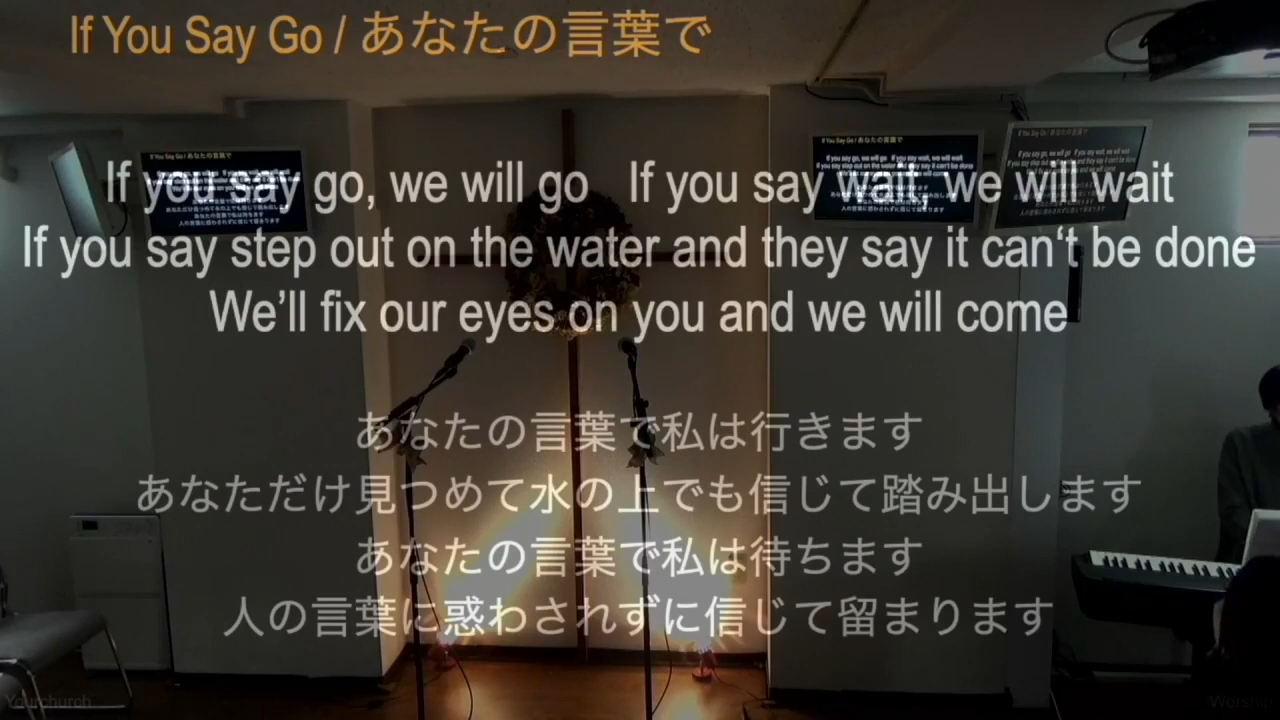 If You Say Go / あなたの言葉で
If you say go, we will go   If you say wait, we will wait
If you say step out on the water and they say it can‘t be done
We’ll fix our eyes on you and we will come
あなたの言葉で私は行きます
あなただけ見つめて水の上でも信じて踏み出します
あなたの言葉で私は待ちます
人の言葉に惑わされずに信じて留まります
Yourchurch
Worship